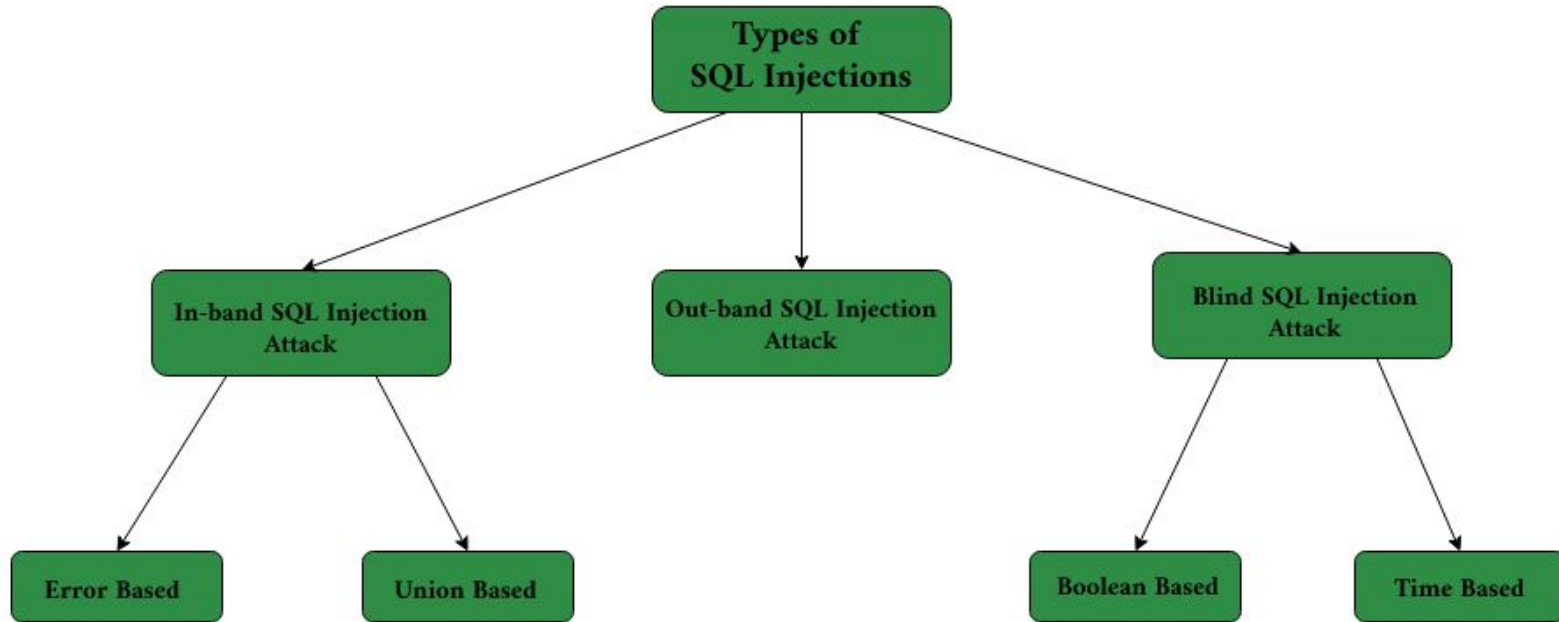 Types of
SQL Injections
In-band SQL Injection
Attack
Out-band SQL Injection
Attack
Blind SQL Injection
Attack
Error Based
Union Based
Boolean Based
Time Based